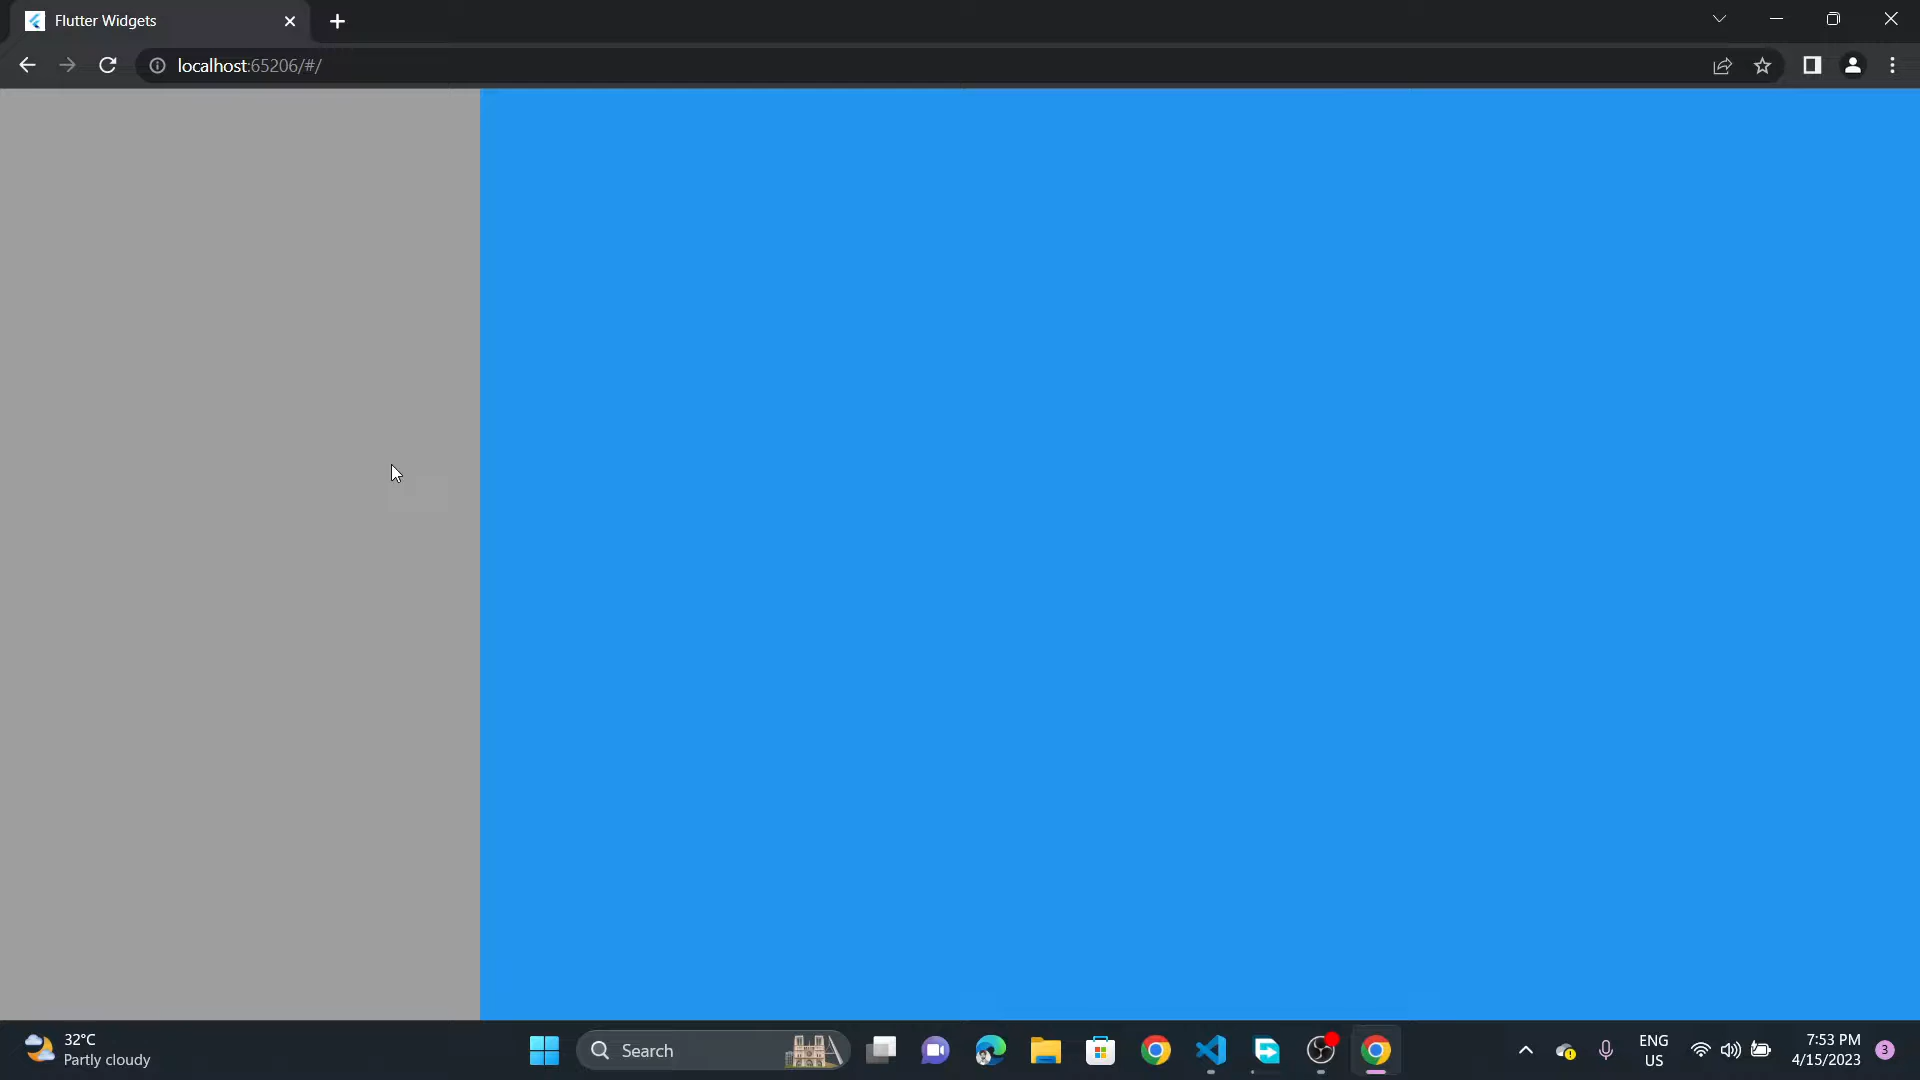 Flutter Widgets
localhost:65206/#/
32°C
Partly cloudy
Search
ENG
US
7:53 PM
4/15/2023
3